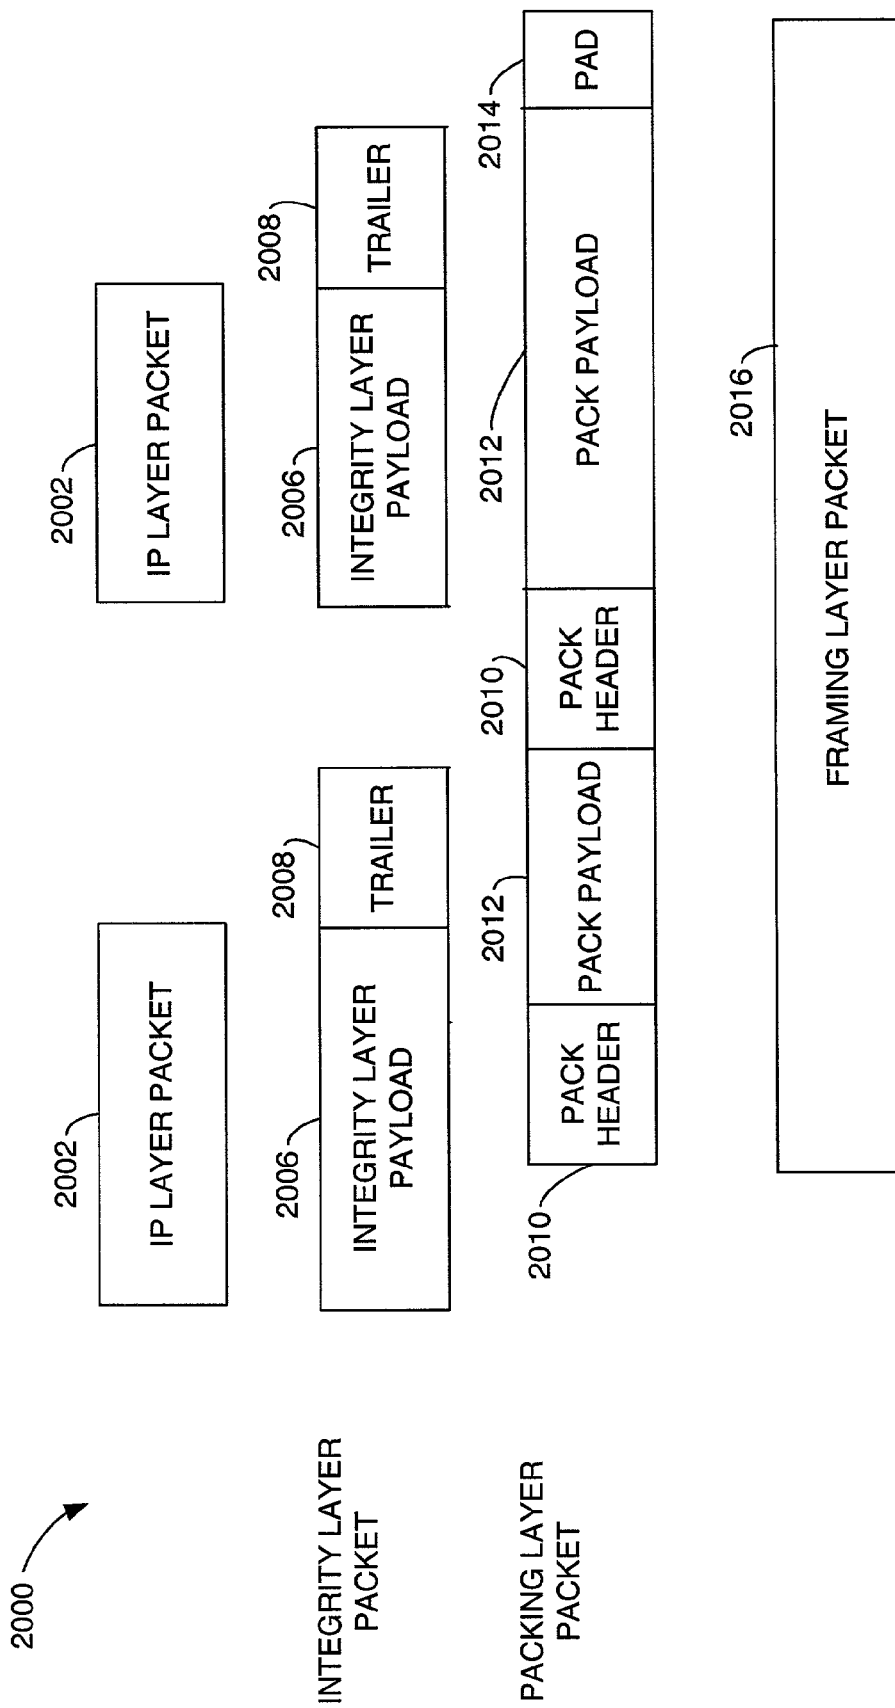 2000
2002
2002
IP LAYER PACKET
IP LAYER PACKET
INTEGRITY LAYER
PACKET
2006
2008
2006
2008
INTEGRITY LAYER
PAYLOAD
TRAILER
INTEGRITY LAYER
PAYLOAD
TRAILER
PACKING LAYER
PACKET
2010
2012
2010
2012
2014
PACK
HEADER
PACK PAYLOAD
PACK
HEADER
PACK PAYLOAD
PAD
2016
FRAMING LAYER PACKET